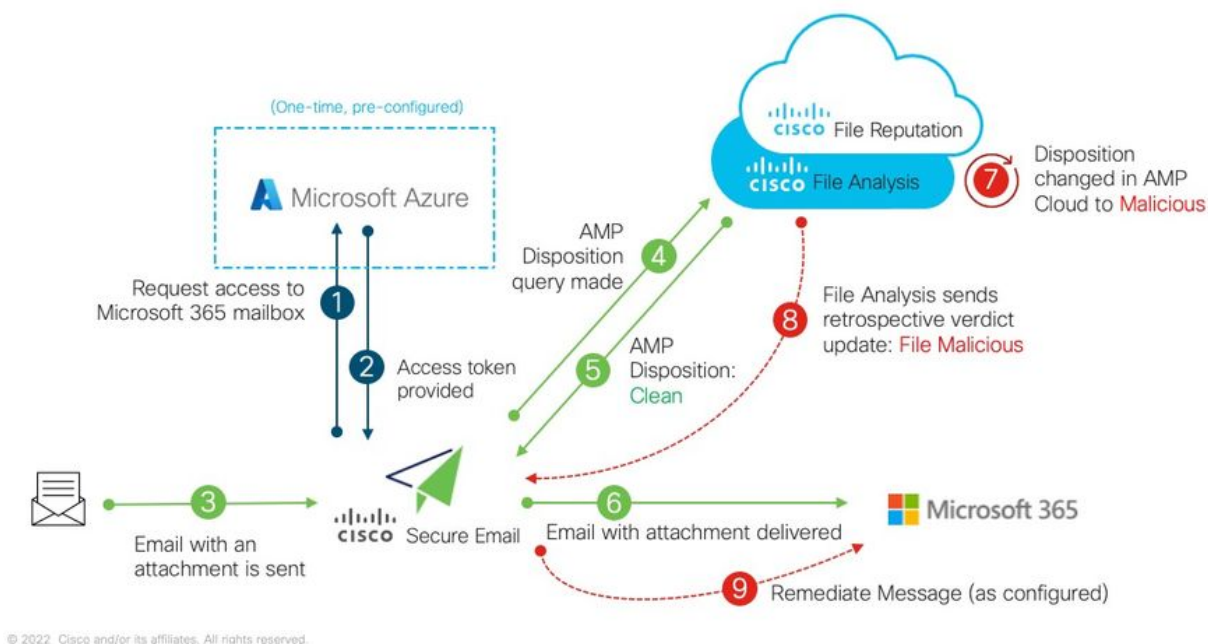 (One-time, pre-configured)
Microsoft Azure
CISCO File Reputation
CISCO File Analysis
7
Disposition
changed in AMP
Cloud to Malicious
Request access to
Microsoft 365 mailbox
1
2
Access token
provided
AMP
Disposition
query made
4
5
AMP
Disposition:
Clean
8
File Analysis sends
retrospective verdict
update: File Malicious
3
Email with an
attachment is sent
CISCO Secure Email
6
Email with attachment delivered
Microsoft 365
9
Remediate Message (as configured)
© 2022 Cisco and/or its affiliates. All rights reserved.